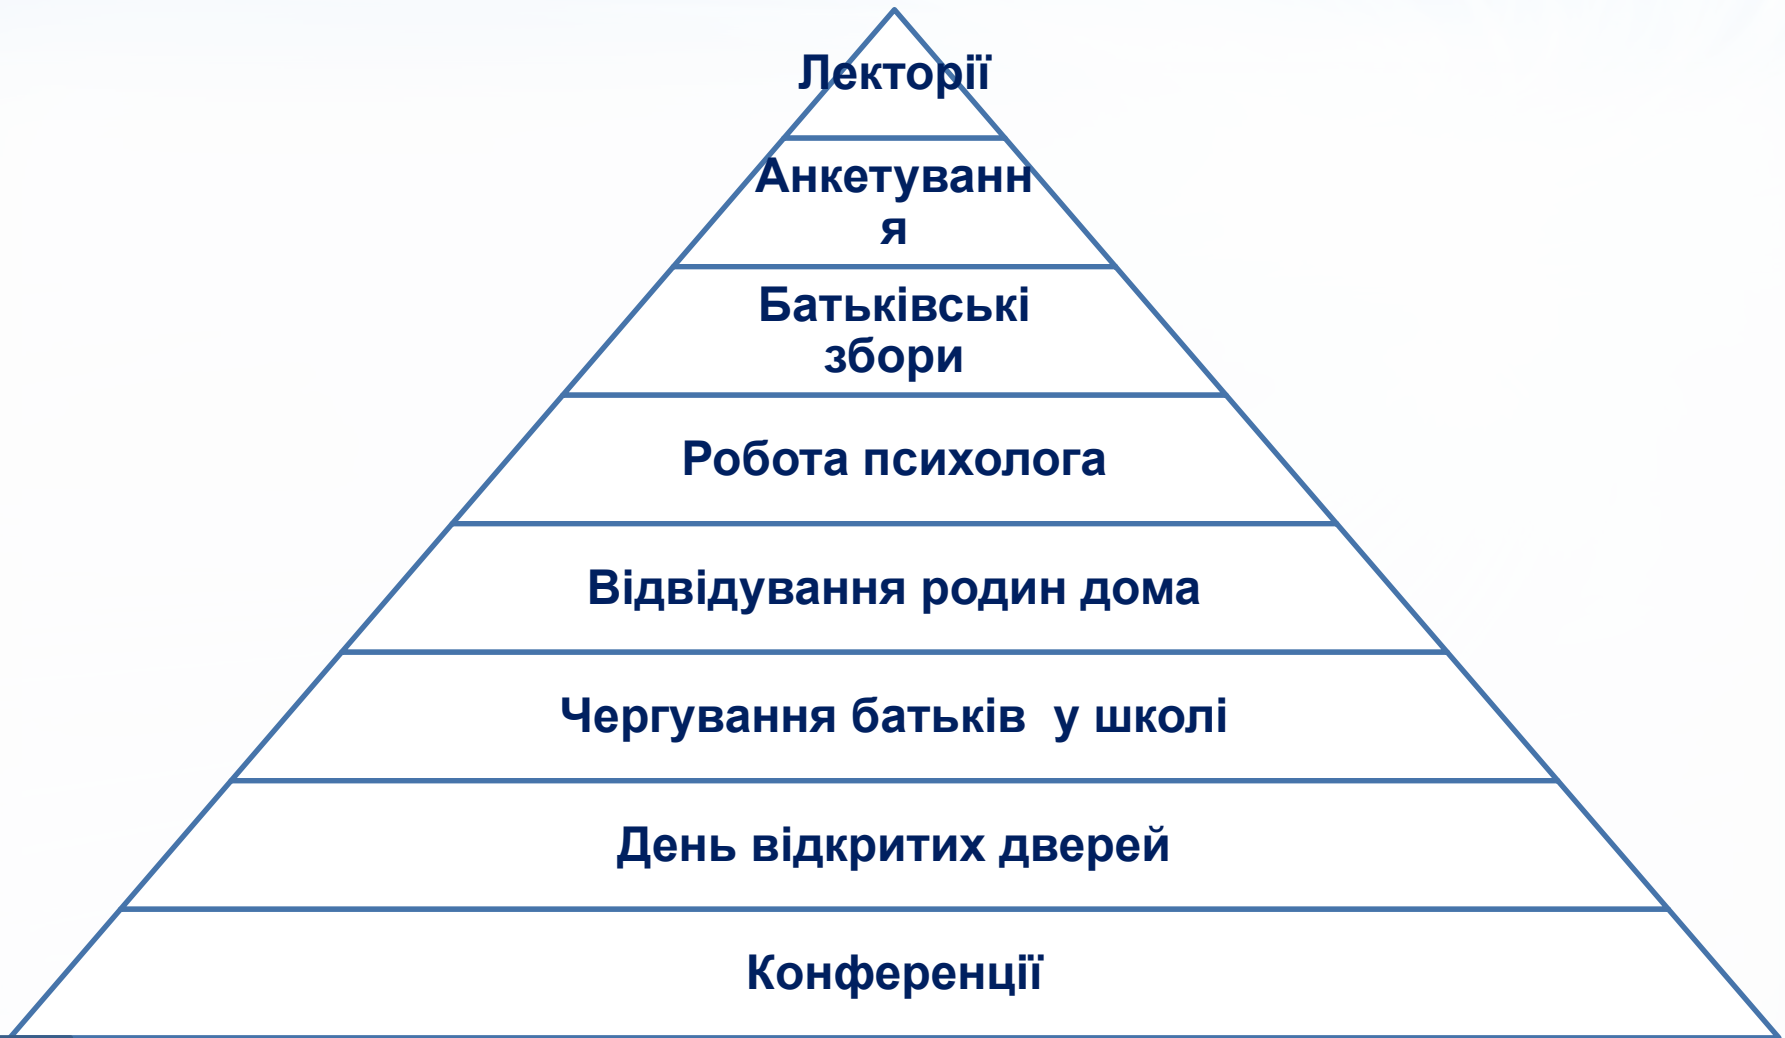 Лекторії
Анкетуванн
я
Батьківські
збори
Робота психолога
Відвідування родин дома
Чергування батьків  у школі
День відкритих дверей
Конференції